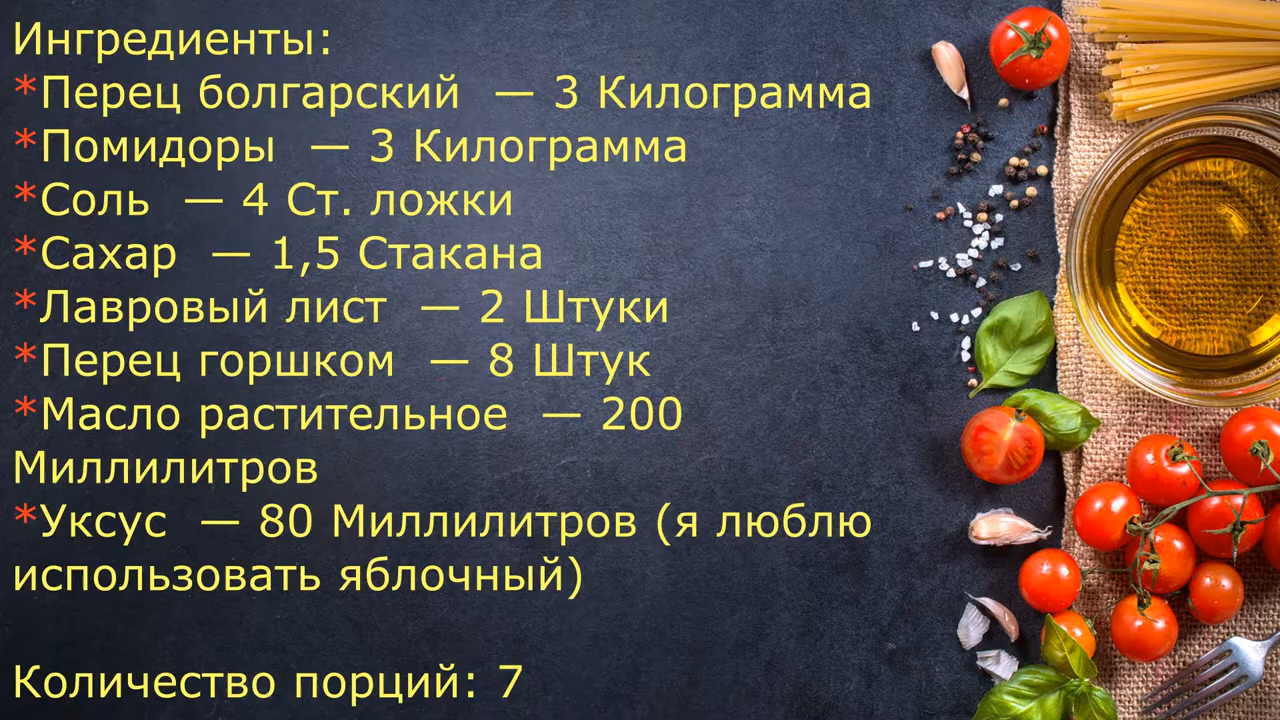 Ингредиенты:
*Перец болгарский — 3 Килограмма
*Помидоры — 3 Килограмма
*Соль — 4 Ст. ложки
*Сахар — 1,5 Стакана
*Лавровый лист — 2 Штуки
*Перец горшком — 8 Штук
*Масло растительное — 200
Миллилитров
*Уксус — 80 Миллилитров (я люблю
использовать яблочный)
Количество порций: 7